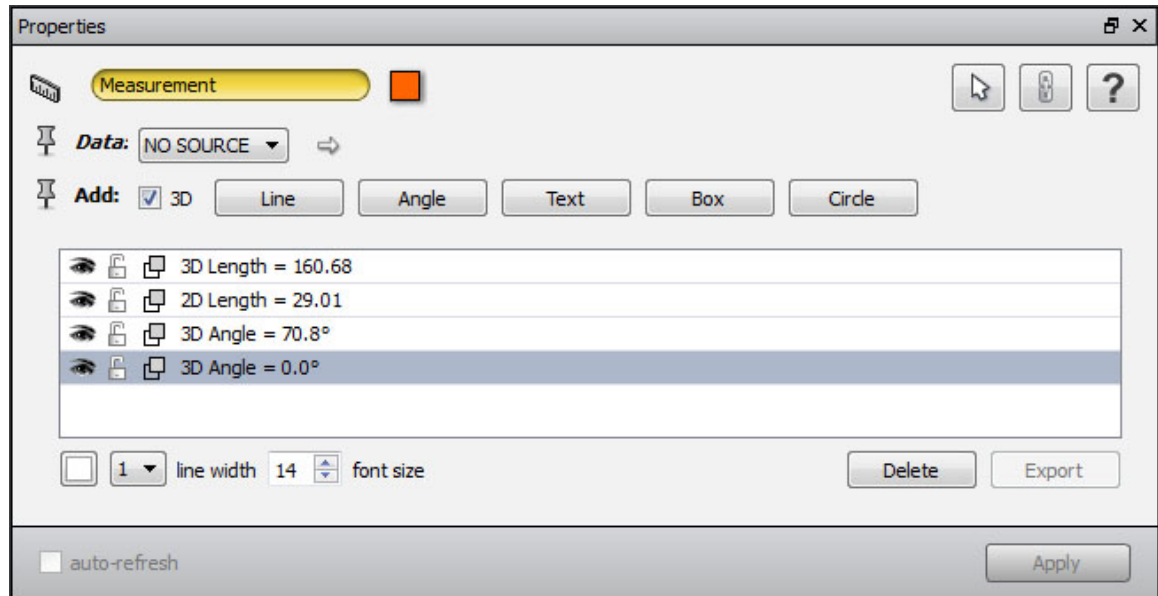 Properties
Measurement
?
Data: NO SOURCE
Add: 3D Line Angle Text Box Circle
3D Length = 160.68
2D Length = 29.01
3D Angle = 70.8°
3D Angle = 0.0°
1 line width 14 font size Delete Export
auto-refresh Apply